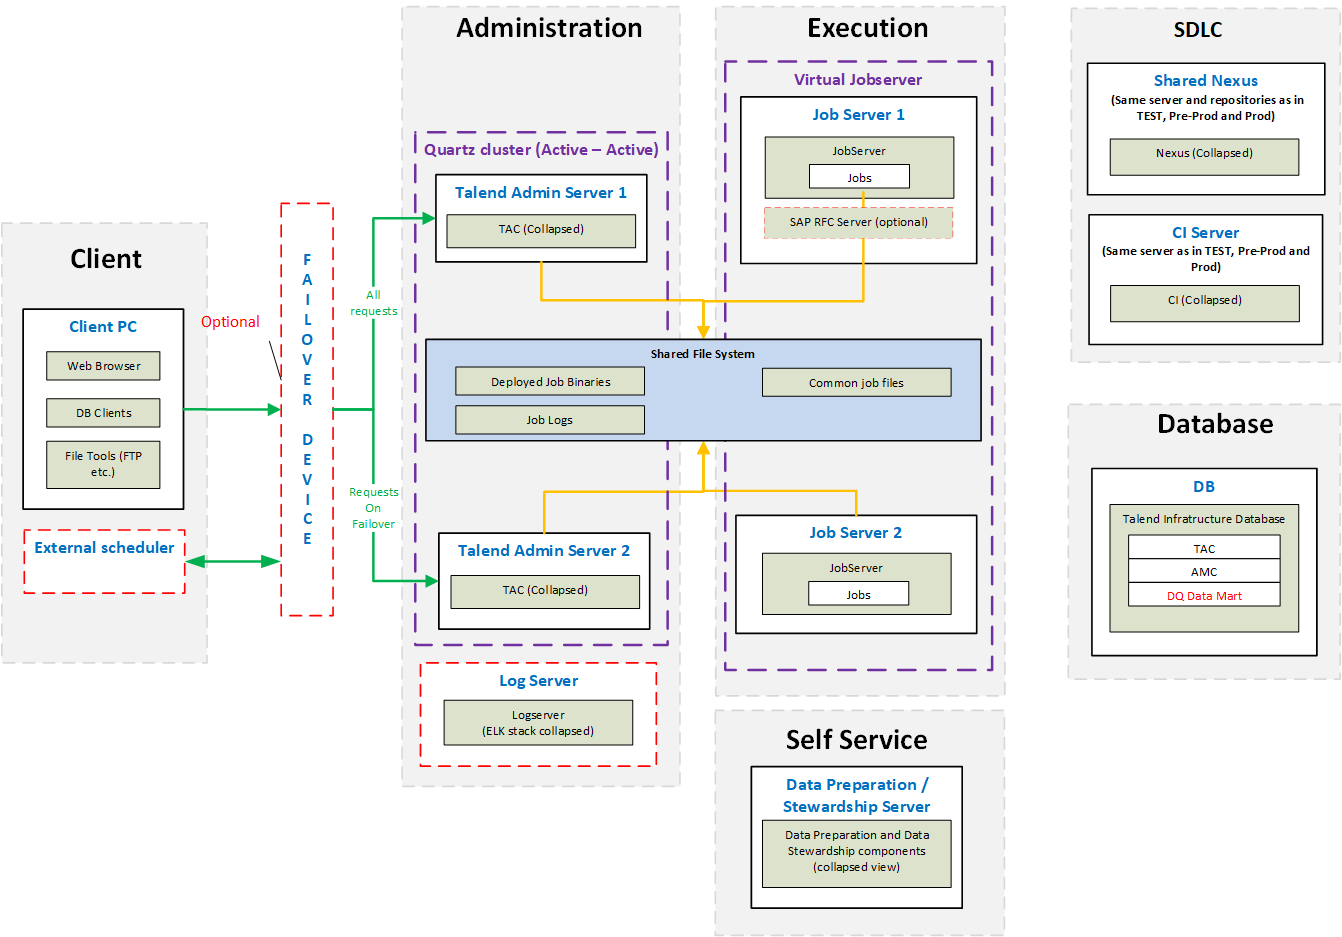 Client
Client PC
Web Browser
DB Clients
File Tools (FTP
etc.)
External scheduler
Optional
FAILOVER DEVICE
All
requests
Requests
On
Failover
Administration
Quartz cluster (Active – Active)
Talend Admin Server 1
TAC (Collapsed)
Shared File System
Deployed Job Binaries
Common job files
Job Logs
Talend Admin Server 2
TAC (Collapsed)
Log Server
Logserver
(ELK stack collapsed)
Execution
Virtual Jobserver
Job Server 1
JobServer
Jobs
SAP RFC Server (optional)
Job Server 2
JobServer
Jobs
Self Service
Data Preparation /
Stewardship Server
Data Preparation and Data
Stewardship components
(collapsed view)
SDLC
Shared Nexus
(Same server and repositories as in
TEST, Pre-Prod and Prod)
Nexus (Collapsed)
CI Server
(Same server as in TEST, Pre-Prod and
Prod)
CI (Collapsed)
Database
DB
Talend Infratructure Database
TAC
AMC
DQ Data Mart